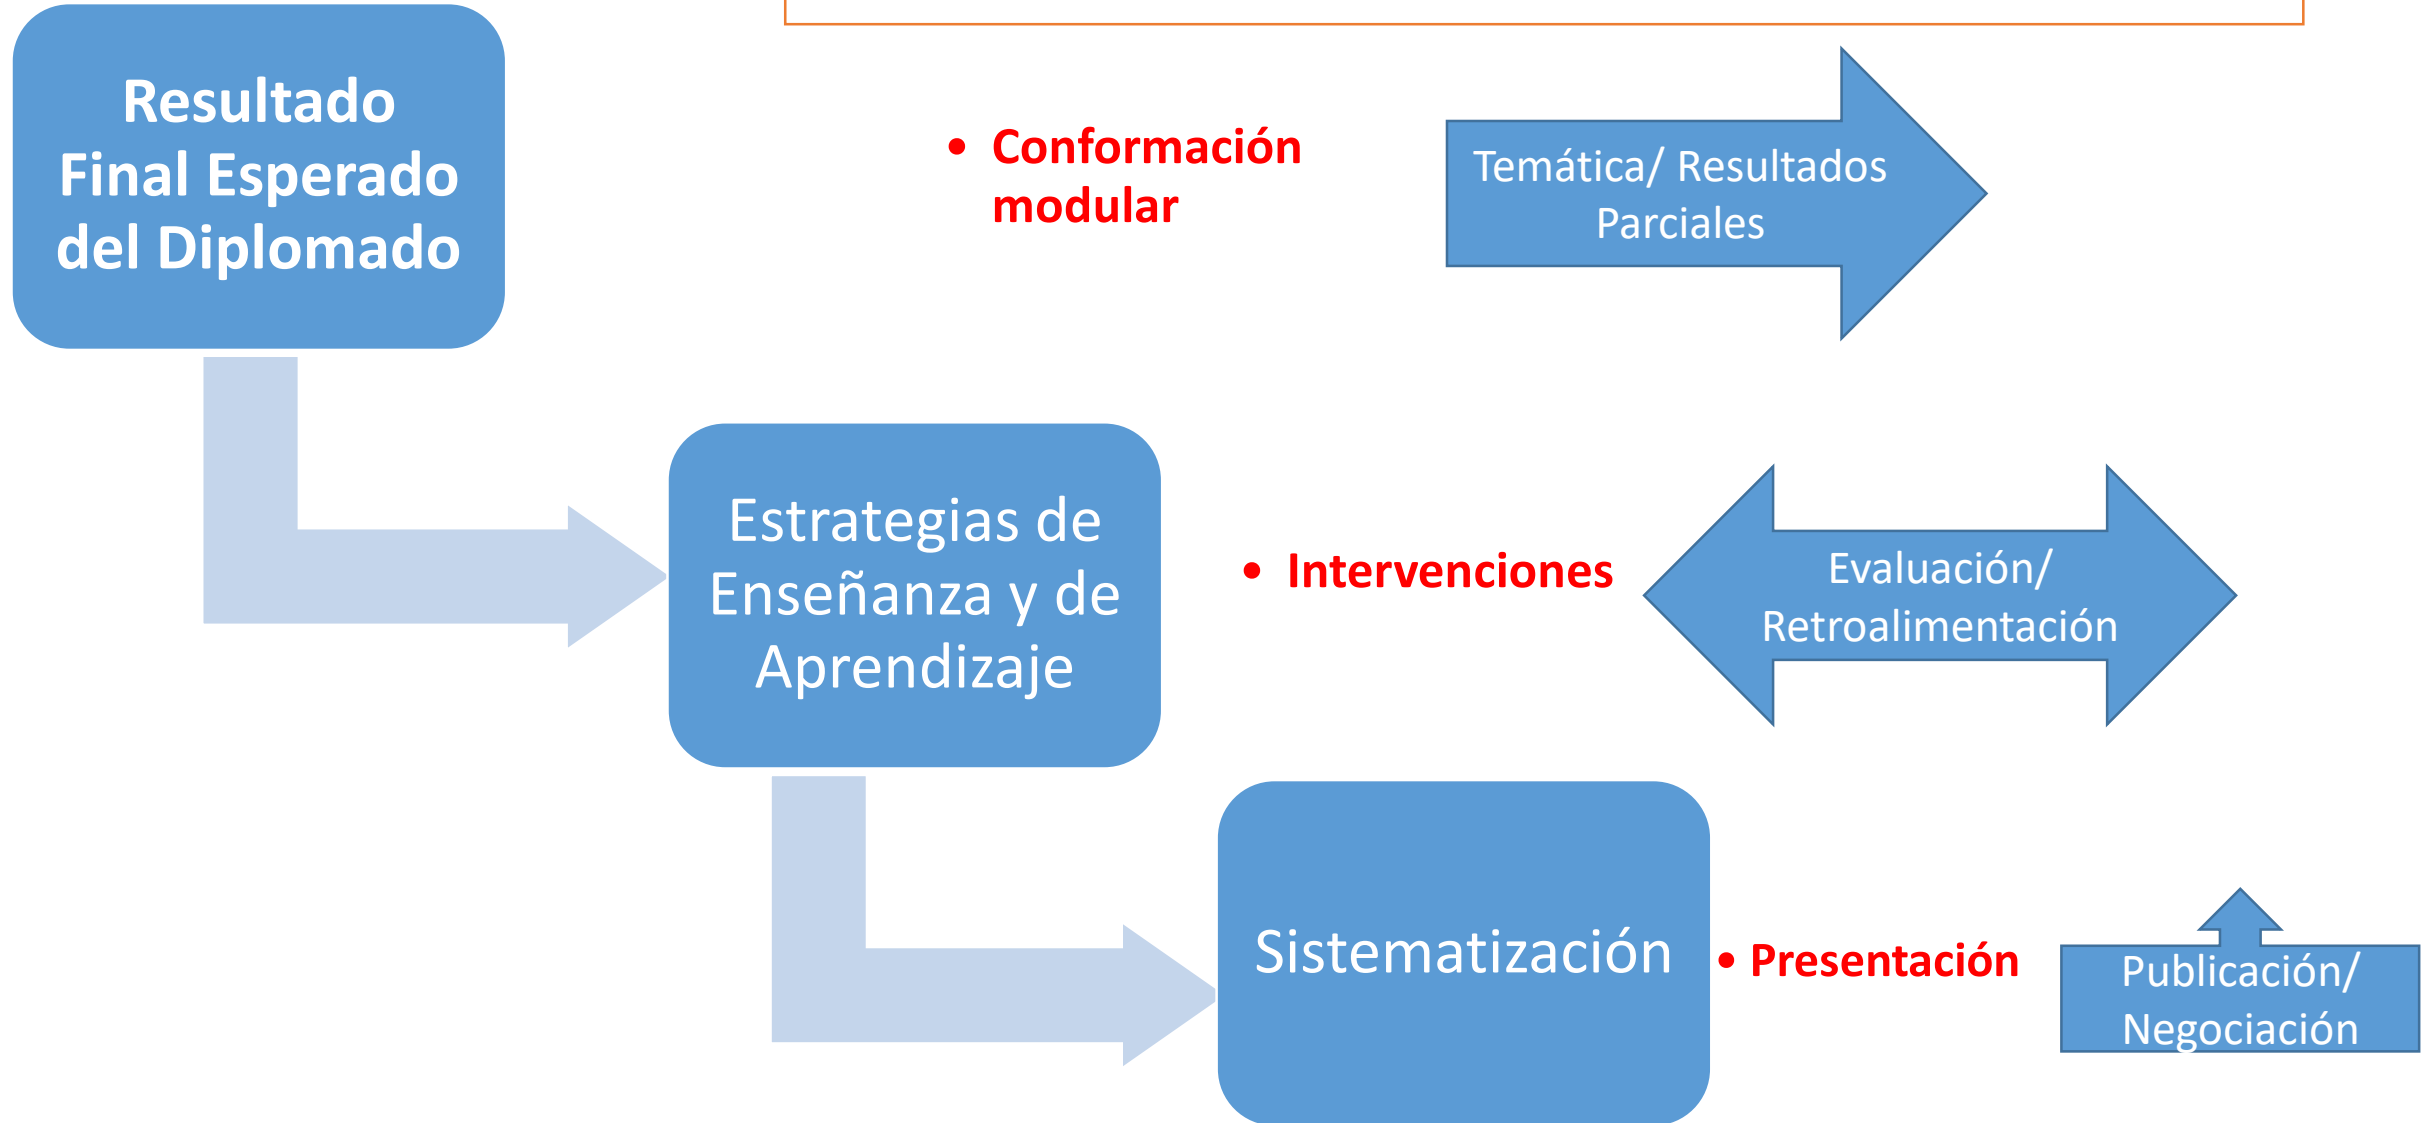 Resultado
Final Esperado
del Diplomado
• Conformación
modular
Temática/ Resultados
Parciales
Estrategias de
Enseñanza y de
Aprendizaje
• Intervenciones
Evaluación/
Retroalimentación
Sistematización
• Presentación
Publicación/
Negociación